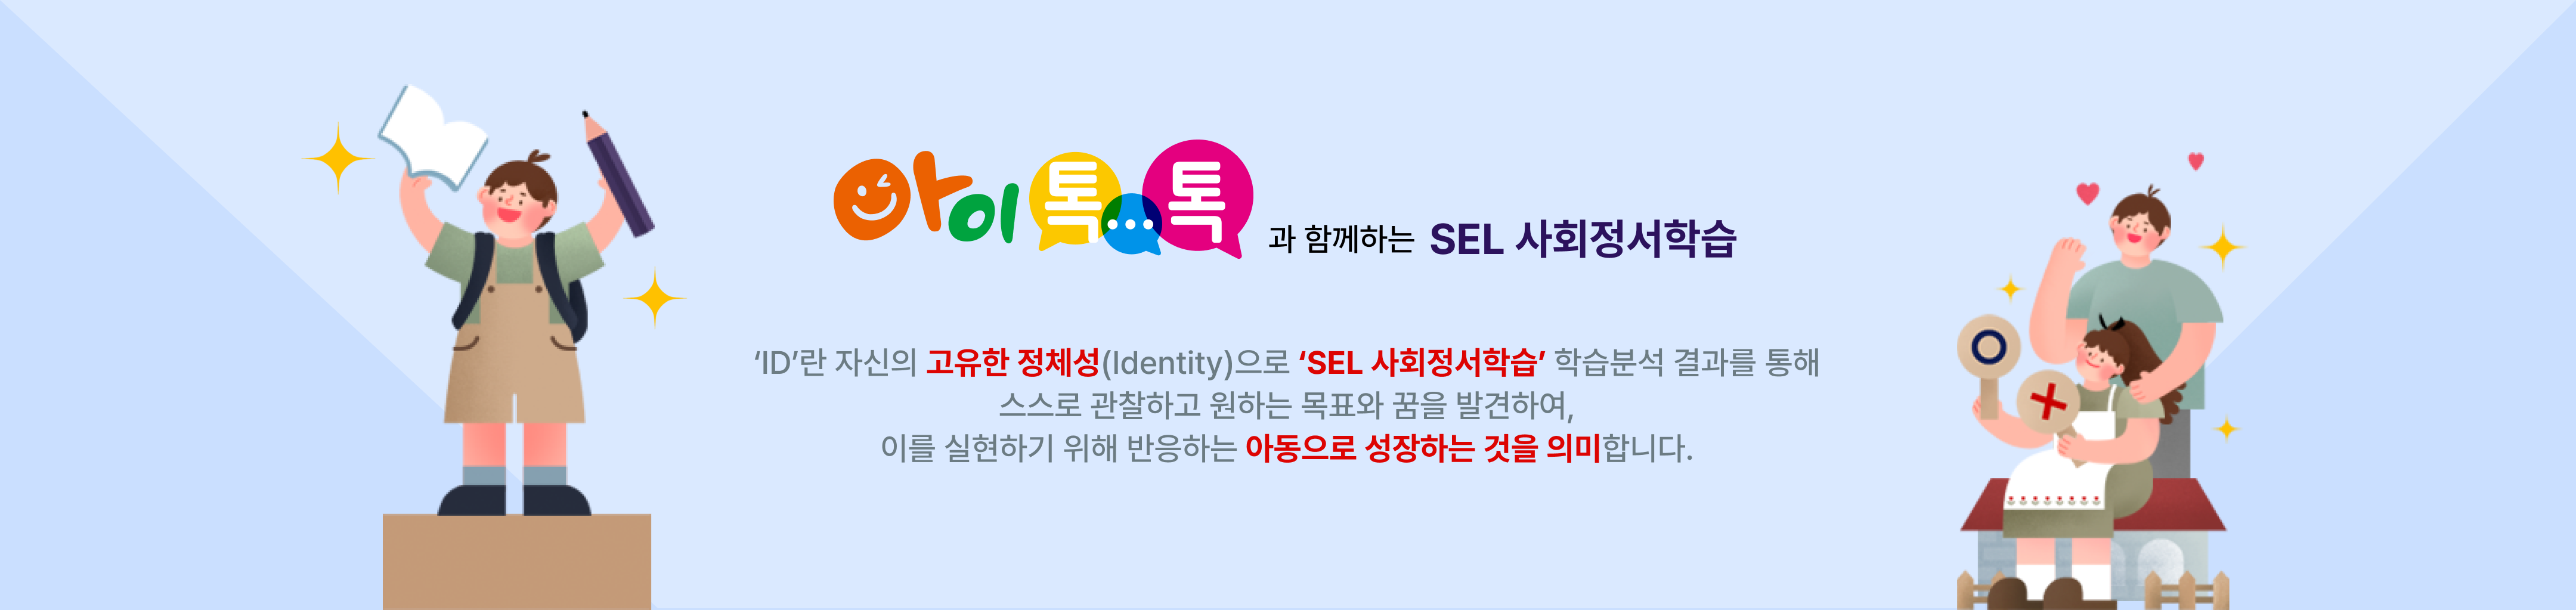 아이톡톡과 함께하는 SEL 사회정서학습
‘ID’란 자신의 고유한 정체성(Identity)으로 ‘SEL 사회정서학습’ 학습분석 결과를 통해
스스로 관찰하고 원하는 목표와 꿈을 발견하여,
이를 실현하기 위해 반응하는 아동으로 성장하는 것을 의미합니다.